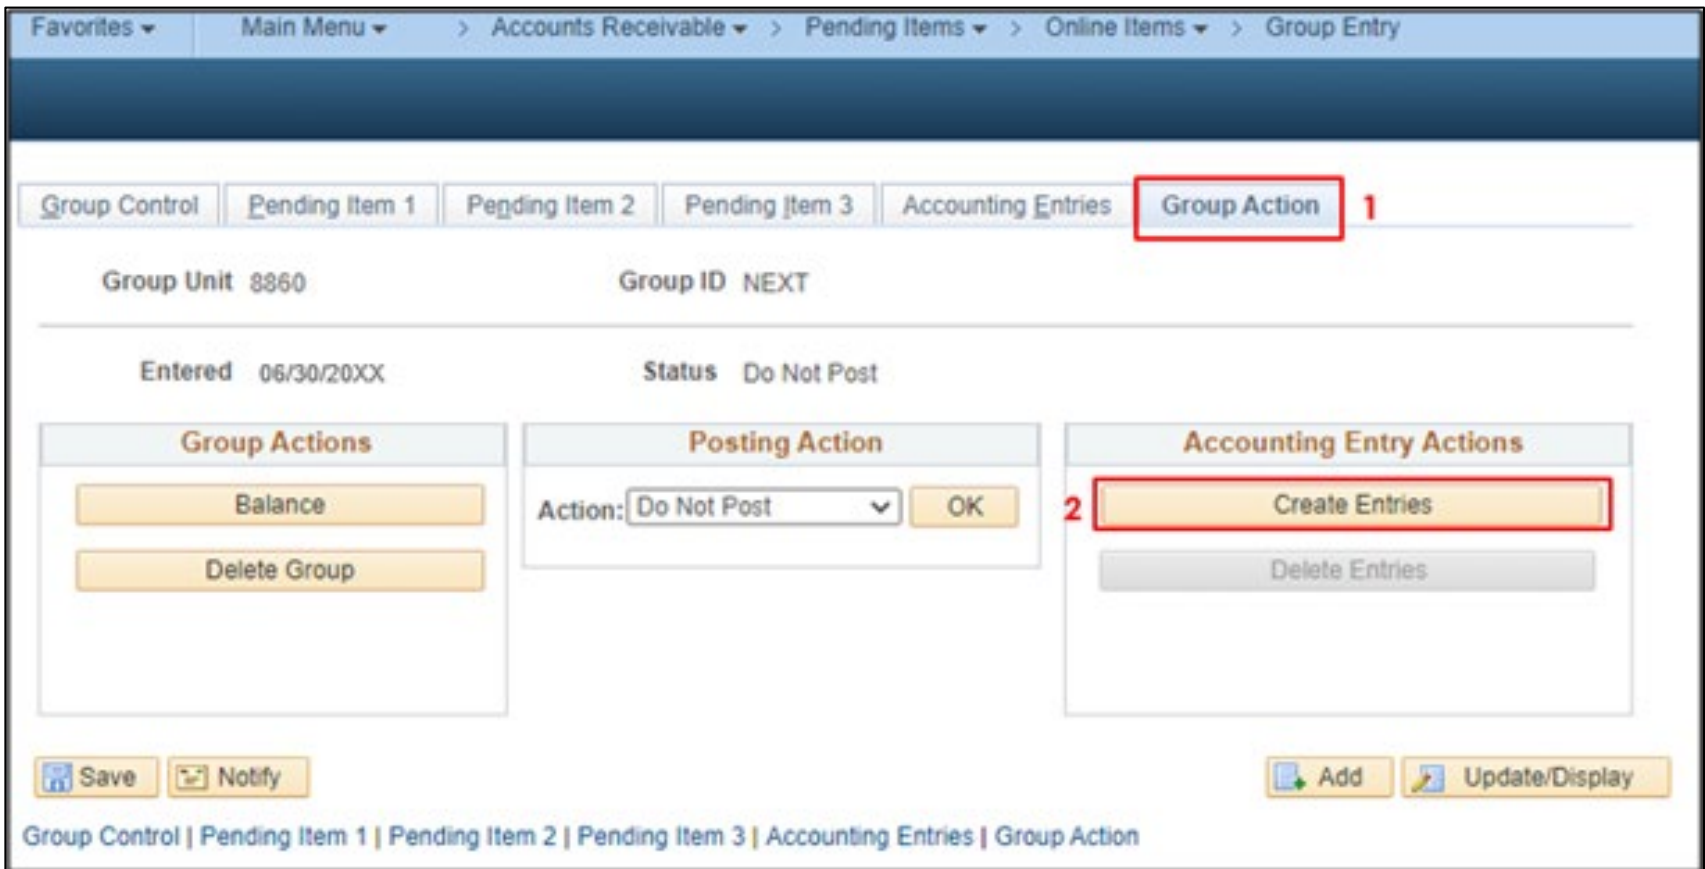 Favorites Main Menu > Accounts Receivable > Pending Items > Online Items > Group Entry
Group Control Pending Item 1 Pending Item 2 Pending Item 3 Accounting Entries Group Action 1
Group Unit 8860 Group ID NEXT
Entered 06/30/20XX Status Do Not Post
Group Actions Posting Action Accounting Entry Actions
Balance Action: Do Not Post OK 2 Create Entries
Delete Group Delete Entries
Save Notify Add Update/Display
Group Control | Pending Item 1 | Pending Item 2 | Pending Item 3 | Accounting Entries | Group Action